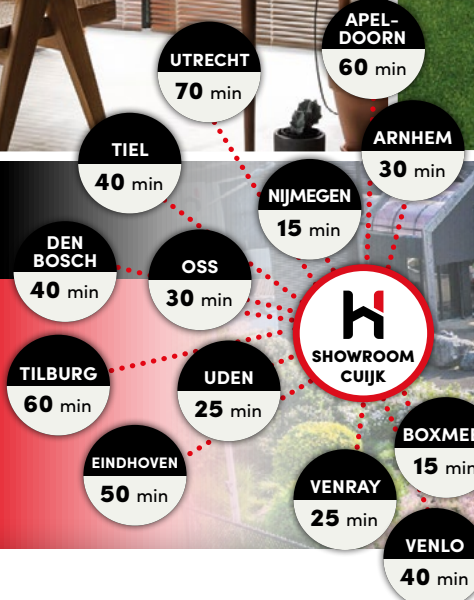 APEL-
DOORN
60 min
UTRECHT
70 min
ARNHEM
30 min
TIEL
40 min
NIJMEGEN
15 min
DEN
BOSCH
40 min
OSS
30 min
SHOWROOM
CUIJK
TILBURG
60 min
UDEN
25 min
BOXME
15 min
EINDHOVEN
50 min
VENRAY
25 min
VENLO
40 min